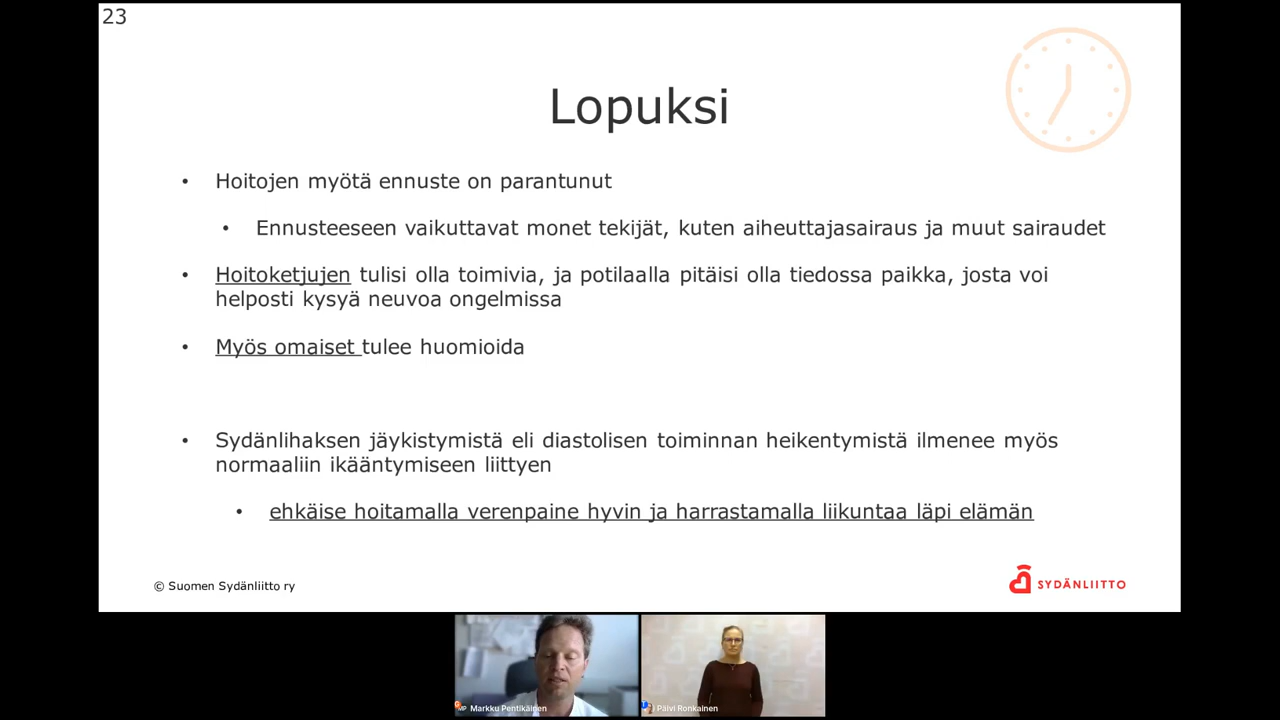 23
Lopuksi
• Hoitojen myötä ennuste on parantunut
• Ennusteeseen vaikuttavat monet tekijät, kuten aiheuttajasairaus ja muut sairaudet
• Hoitoketjujen tulisi olla toimivia, ja potilaalla pitäisi olla tiedossa paikka, josta voi
helposti kysyä neuvoa ongelmissa
• Myös omaiset tulee huomioida
• Sydänlihaksen jäykistymistä eli diastolisen toiminnan heikentymistä ilmenee myös
normaaliin ikääntymiseen liittyen
• ehkäise hoitamalla verenpaine hyvin ja harrastamalla liikuntaa läpi elämän
© Suomen Sydänliitto ry
SYDÄNLIITTO
MP Markku Pentikäinen
Päivi Ronkainen